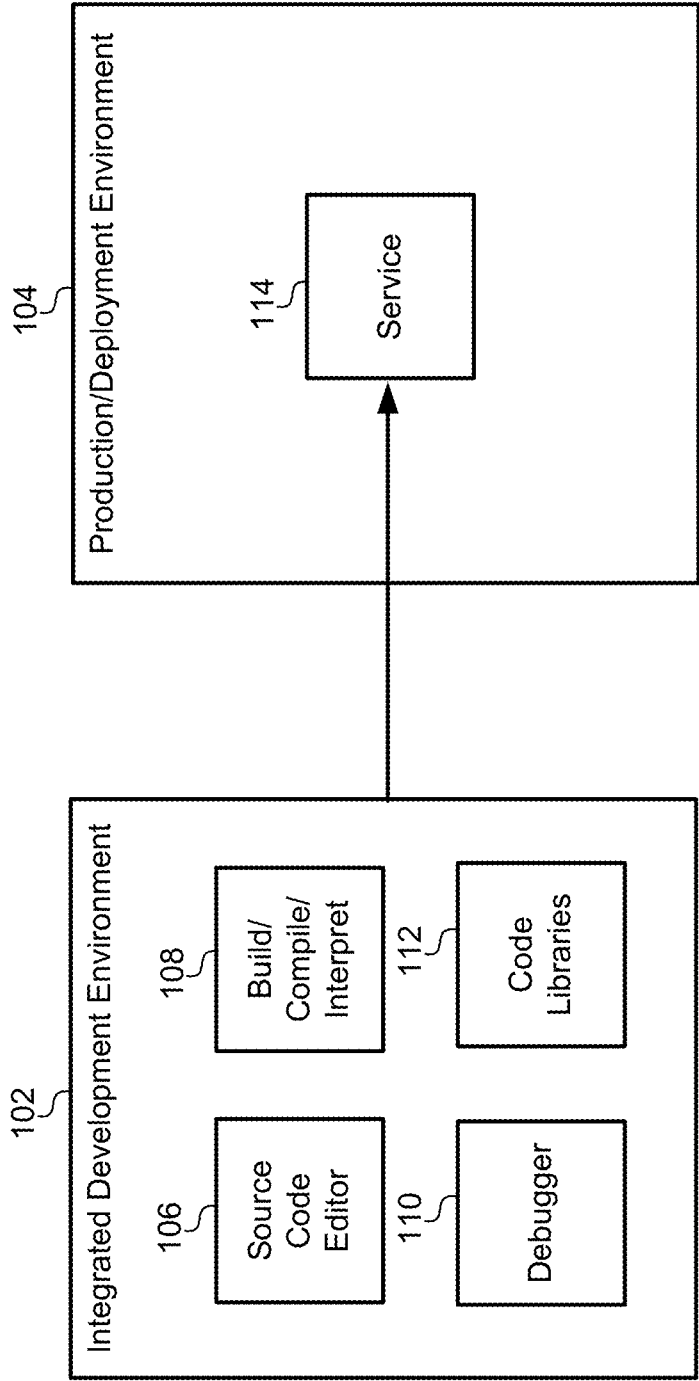 102
Integrated Development Environment
106
Source
Code
Editor
108
Build/
Compile/
Interpret
110
Debugger
112
Code
Libraries
104
Production/Deployment Environment
114
Service